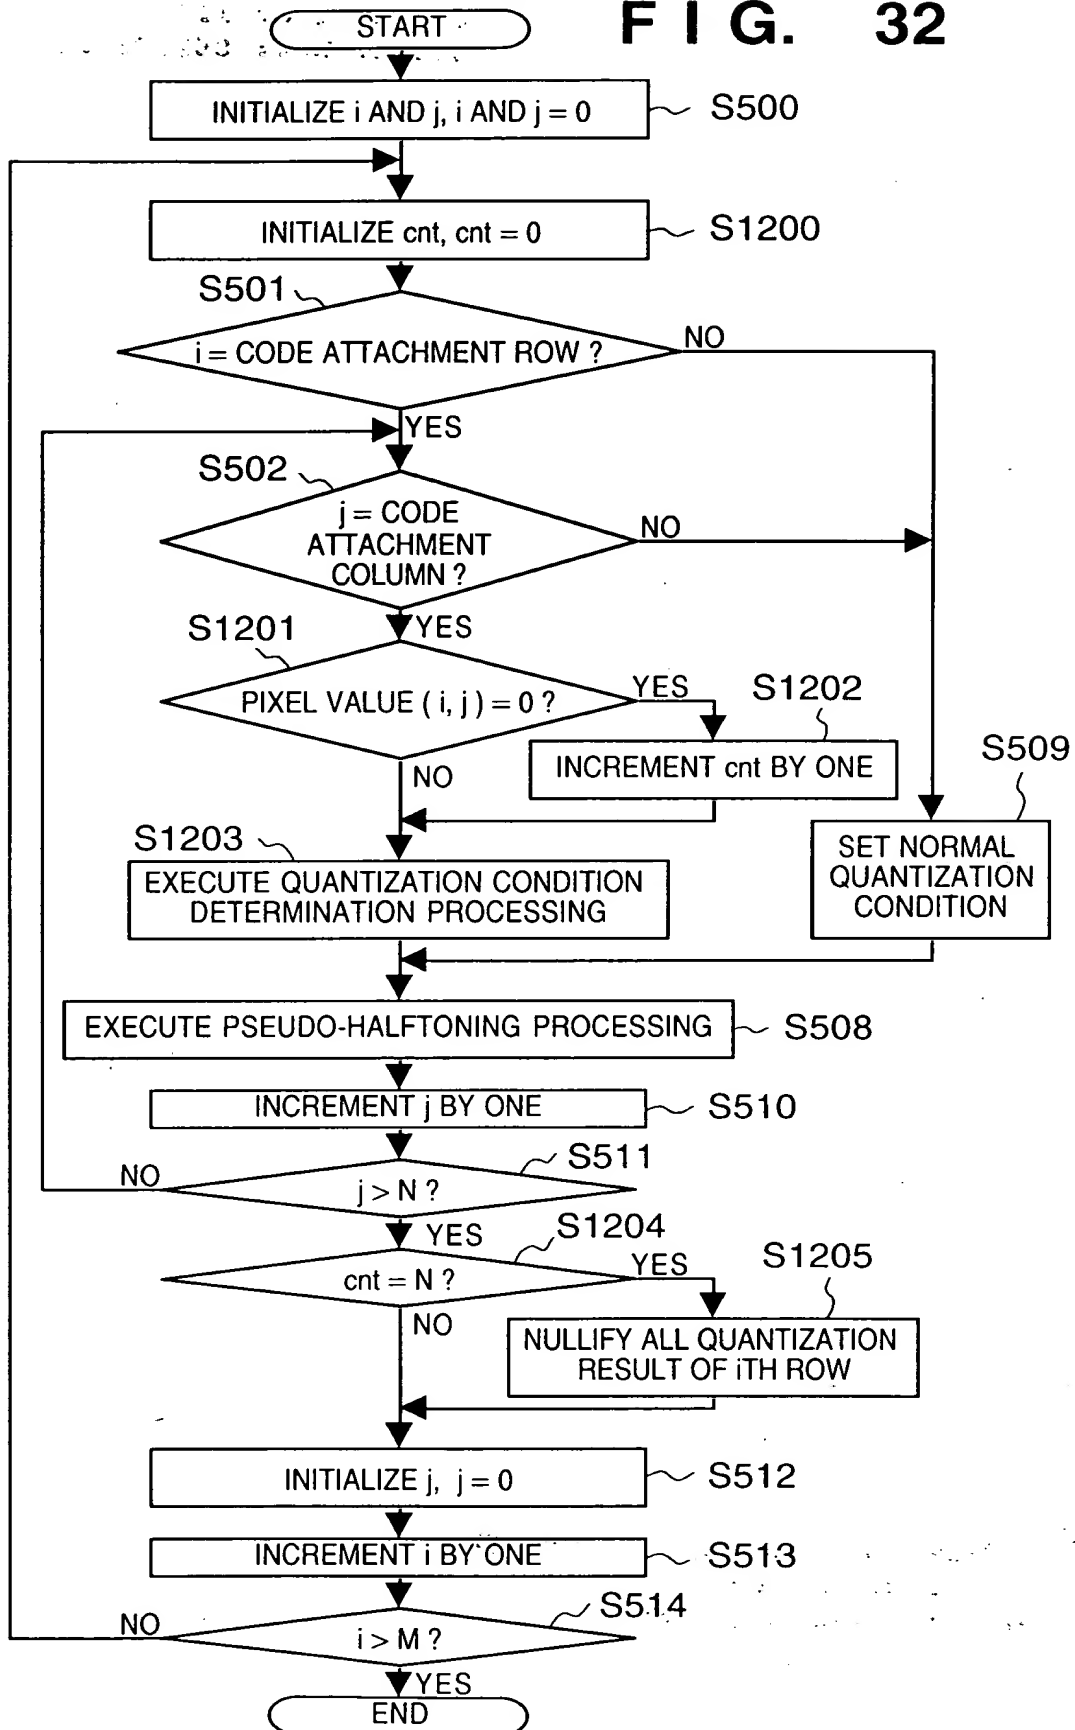 FIG. 32
START
INITIALIZE i AND j, i AND j = 0
S500
INITIALIZE cnt, cnt = 0
S1200
S501
i = CODE ATTACHMENT ROW ?
NO
YES
S502
j = CODE
ATTACHMENT
COLUMN ?
NO
YES
S1201
PIXEL VALUE ( i, j ) = 0 ?
YES
S1202
INCREMENT cnt BY ONE
NO
S509
SET NORMAL
QUANTIZATION
CONDITION
S1203
EXECUTE QUANTIZATION CONDITION
DETERMINATION PROCESSING
EXECUTE PSEUDO-HALFTONING PROCESSING
S508
INCREMENT j BY ONE
S510
S511
j > N ?
NO
YES
S1204
cnt = N ?
YES
S1205
NULLIFY ALL QUANTIZATION
RESULT OF iTH ROW
NO
INITIALIZE j, j = 0
S512
INCREMENT i BY ONE
S513
S514
i > M ?
NO
YES
END